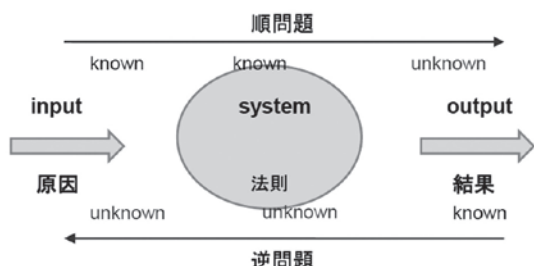 順問題
known known unknown
input system output
原因 法則 結果
unknown unknown known
逆問題